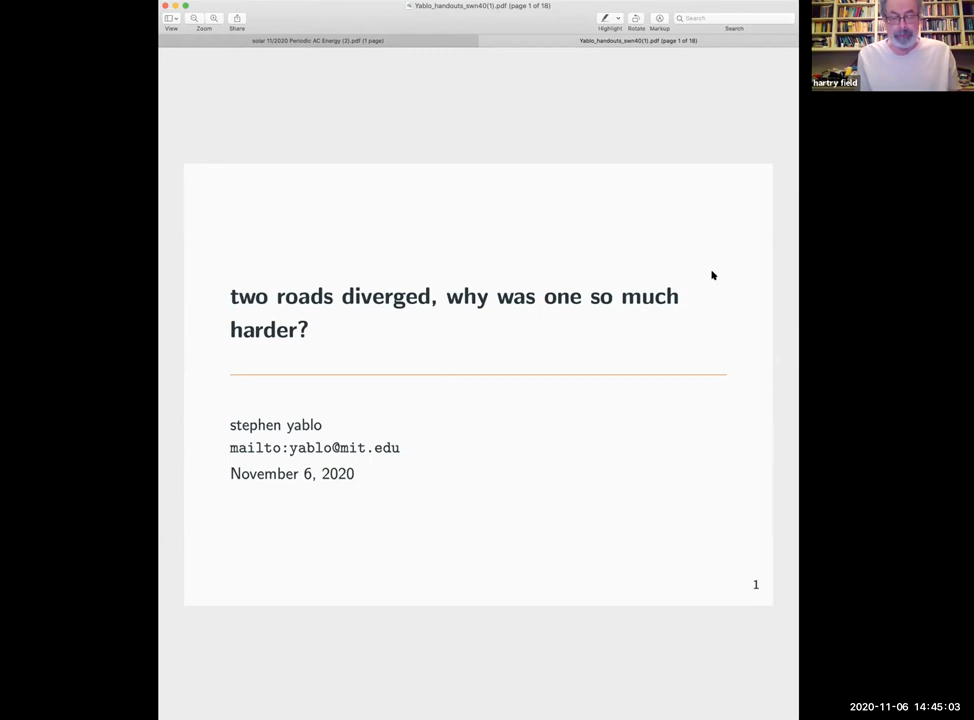 Yablo_handouts_swn40(1).pdf (page 1 of 18)
View
Zoom
Share
Highlight
Rotate
Markup
Search
Search
solar 11/2020 Periodic AC Energy (2).pdf (1 page)
Yablo_handouts_swn40(1).pdf (page 1 of 18)
hartry field
two roads diverged, why was one so much
harder?
stephen yablo
mailto:yablo@mit.edu
November 6, 2020
1
2020-11-06 14:45:03